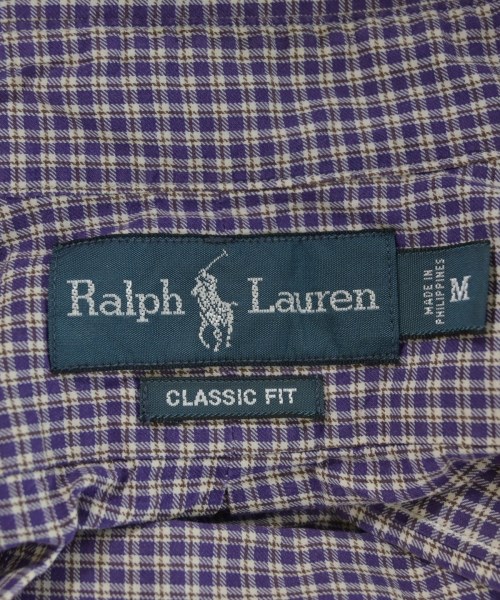 Ralph Lauren
MADE IN
PHILIPPINES
M
CLASSIC FIT